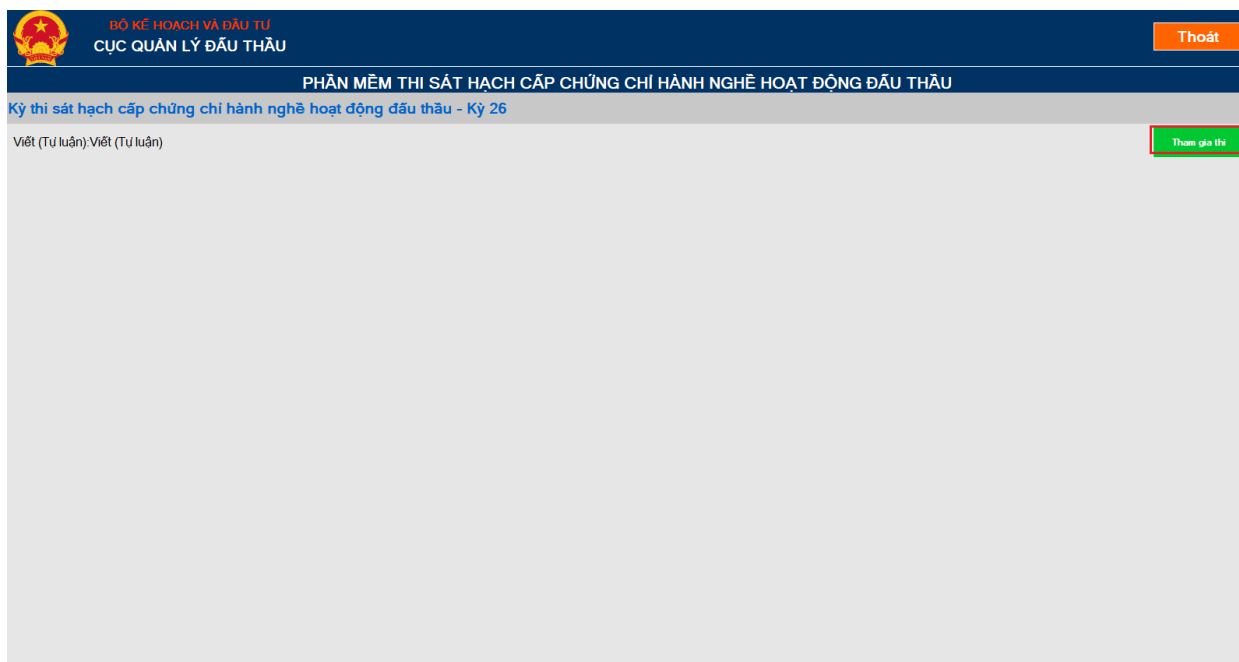 BỘ KẾ HOẠCH VÀ ĐẦU TƯ
CỤC QUẢN LÝ ĐẤU THẦU
Thoát
PHẦN MỀM THI SÁT HẠCH CẤP CHỨNG CHỈ HÀNH NGHỀ HOẠT ĐỘNG ĐẤU THẦU
Kỳ thi sát hạch cấp chứng chỉ hành nghề hoạt động đấu thầu - Kỳ 26
Viết (Tự luận):Viết (Tự luận)
Tham gia thi